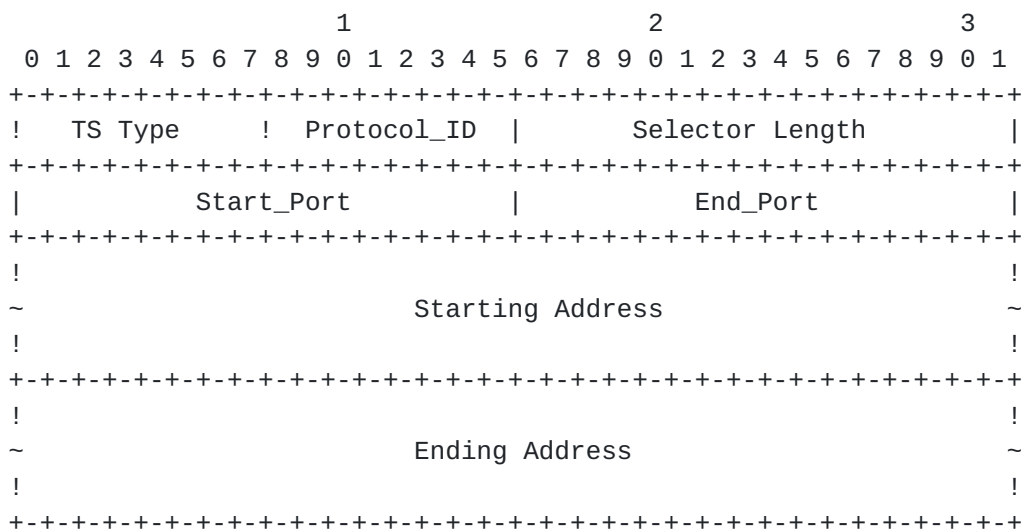 1                   2                   3
 0 1 2 3 4 5 6 7 8 9 0 1 2 3 4 5 6 7 8 9 0 1 2 3 4 5 6 7 8 9 0 1
+-+-+-+-+-+-+-+-+-+-+-+-+-+-+-+-+-+-+-+-+-+-+-+-+-+-+-+-+-+-+-+-+
!   TS Type     !  Protocol_ID  |       Selector Length         |
+-+-+-+-+-+-+-+-+-+-+-+-+-+-+-+-+-+-+-+-+-+-+-+-+-+-+-+-+-+-+-+-+
|           Start_Port          |           End_Port            |
+-+-+-+-+-+-+-+-+-+-+-+-+-+-+-+-+-+-+-+-+-+-+-+-+-+-+-+-+-+-+-+-+
!                                                               !
~                         Starting Address                      ~
!                                                               !
+-+-+-+-+-+-+-+-+-+-+-+-+-+-+-+-+-+-+-+-+-+-+-+-+-+-+-+-+-+-+-+-+
!                                                               !
~                         Ending Address                        ~
!                                                               !
+-+-+-+-+-+-+-+-+-+-+-+-+-+-+-+-+-+-+-+-+-+-+-+-+-+-+-+-+-+-+-+-+